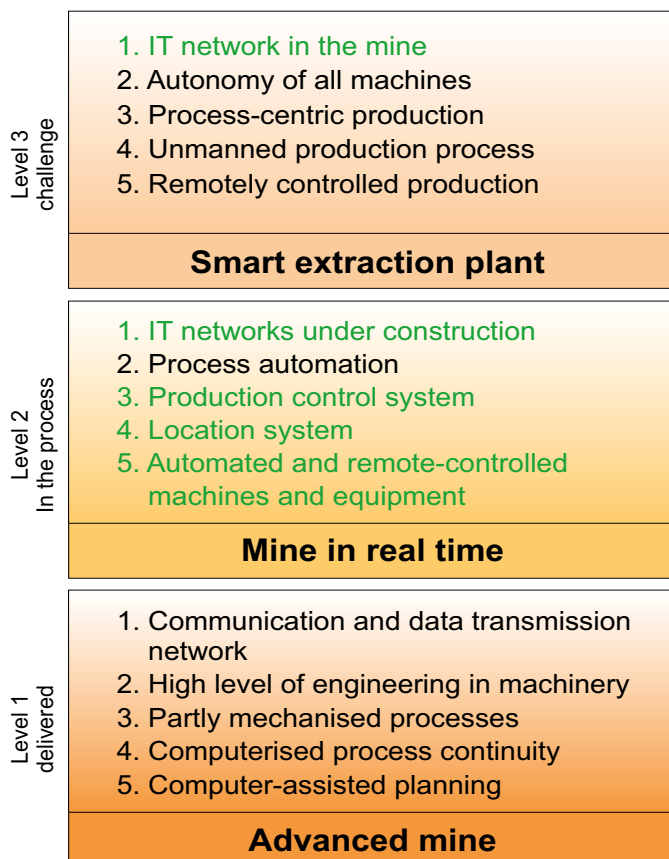 Level 3
challenge
1. IT network in the mine
2. Autonomy of all machines
3. Process-centric production
4. Unmanned production process
5. Remotely controlled production
Smart extraction plant
Level 2
In the process
1. IT networks under construction
2. Process automation
3. Production control system
4. Location system
5. Automated and remote-controlled
machines and equipment
Mine in real time
Level 1
delivered
1. Communication and data transmission
network
2. High level of engineering in machinery
3. Partly mechanised processes
4. Computerised process continuity
5. Computer-assisted planning
Advanced mine